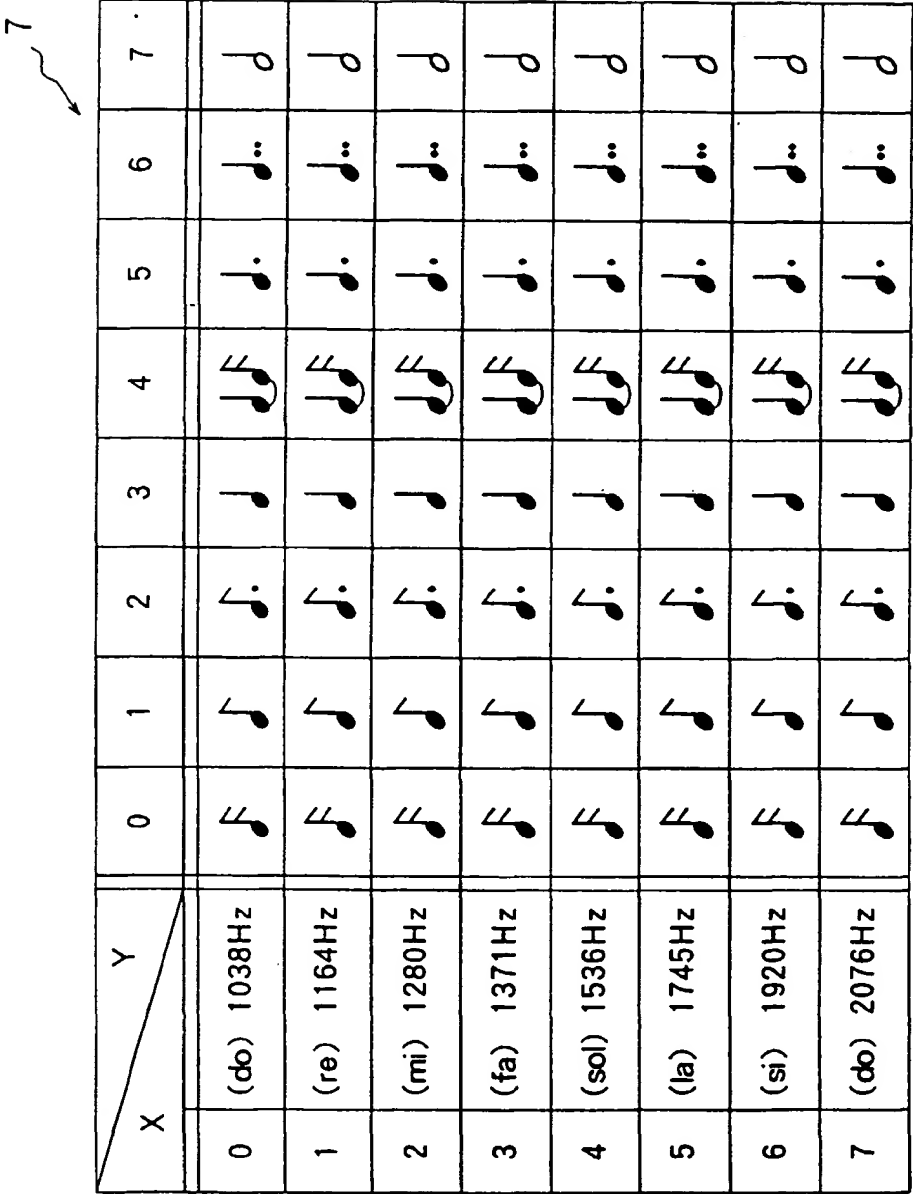 7
X Y 0 1 2 3 4 5 6 7
0 (do) 1038Hz
1 (re) 1164Hz
2 (mi) 1280Hz
3 (fa) 1371Hz
4 (sol) 1536Hz
5 (la) 1745Hz
6 (si) 1920Hz
7 (do) 2076Hz